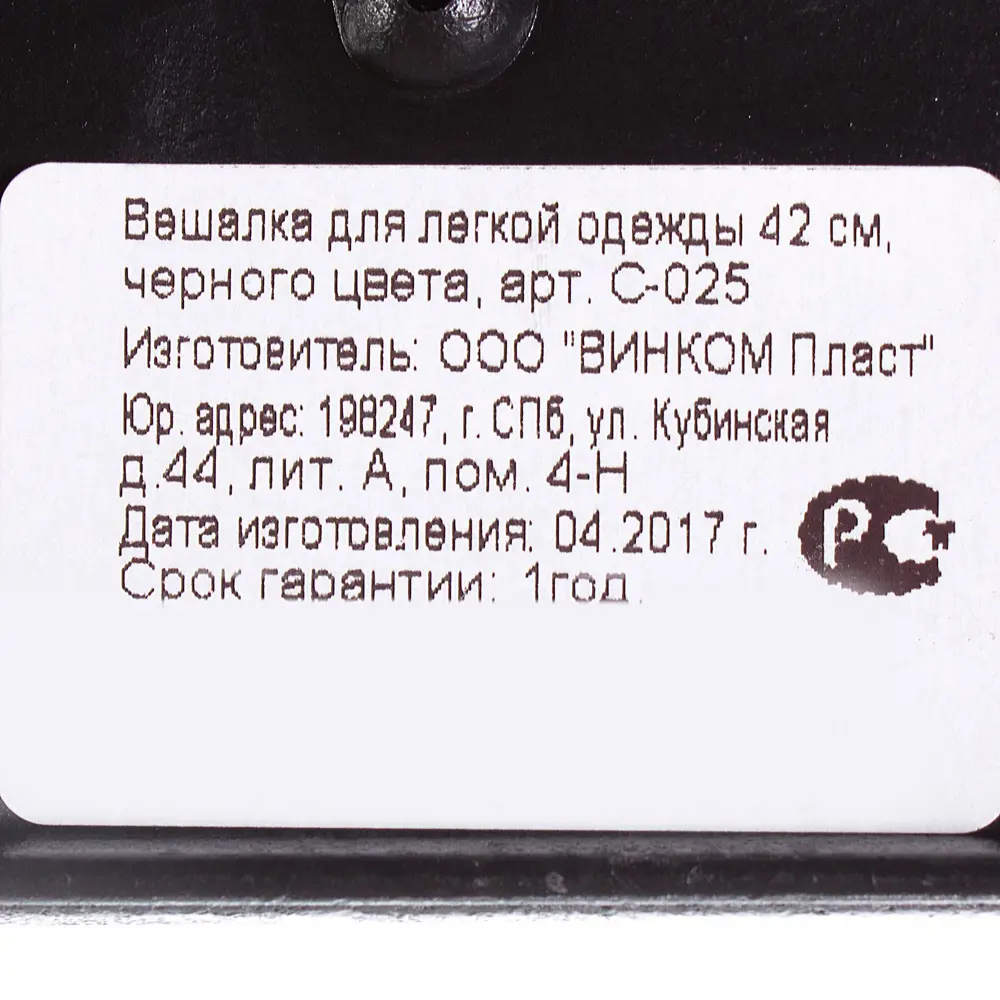 Вешалка для легкой одежды 42 см,
черного цвета, арт. С-025
Изготовитель: ООО "ВИНКОМ Пласт"
Юр. адрес: 198247, г. СПб, ул. Кубинская
д.44, лит. А, пом. 4-Н
Дата изготовления: 04.2017 г.
Срок гарантии: 1год
РС